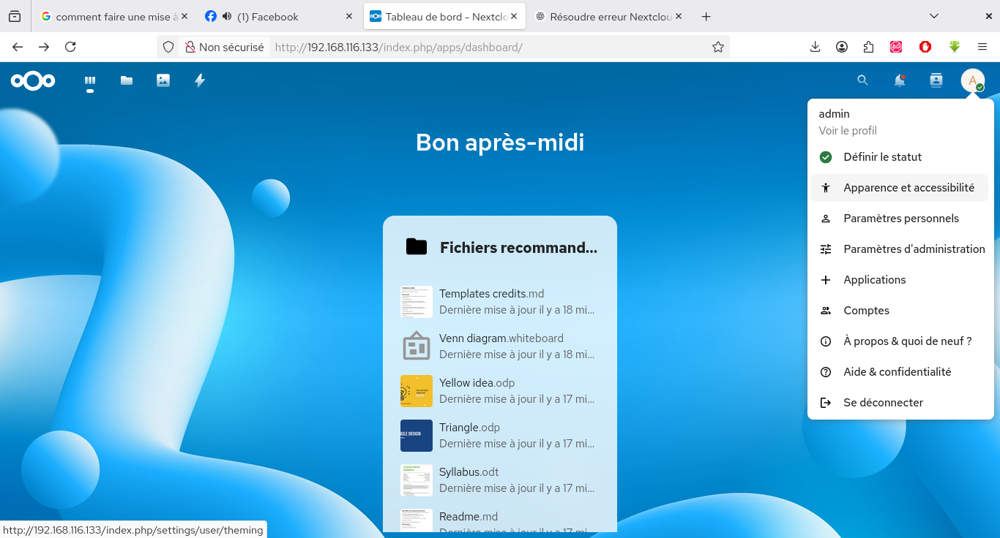 comment faire une mise à
(1) Facebook
Tableau de bord - Nextclo
Résoudre erreur Nextclou
Non sécurisé
http://192.168.116.133/index.php/apps/dashboard/
A
admin
Voir le profil
Définir le statut
Apparence et accessibilité
Paramètres personnels
Paramètres d'administration
Applications
Comptes
À propos & quoi de neuf ?
Aide & confidentialité
Se déconnecter
Bon après-midi
Fichiers recommand...
Templates credits.md
Dernière mise à jour il y a 18 mi...
Venn diagram.whiteboard
Dernière mise à jour il y a 18 mi...
Yellow idea.odp
Dernière mise à jour il y a 17 mi...
Triangle.odp
Dernière mise à jour il y a 17 mi...
Syllabus.odt
Dernière mise à jour il y a 17 mi...
Readme.md
Dernière mise à jour il y a 17 mi...
http://192.168.116.133/index.php/settings/user/theming